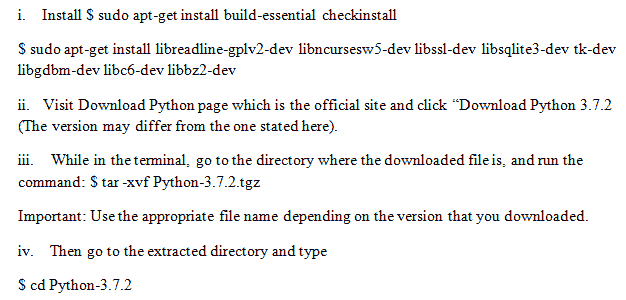 i. Install $ sudo apt-get install build-essential checkinstall
$ sudo apt-get install libreadline-gplv2-dev libncursesw5-dev libssl-dev libsqlite3-dev tk-dev
libgdbm-dev libc6-dev libbz2-dev
ii. Visit Download Python page which is the official site and click “Download Python 3.7.2
(The version may differ from the one stated here).
iii. While in the terminal, go to the directory where the downloaded file is, and run the
command: $ tar -xvf Python-3.7.2.tgz
Important: Use the appropriate file name depending on the version that you downloaded.
iv. Then go to the extracted directory and type
$ cd Python-3.7.2